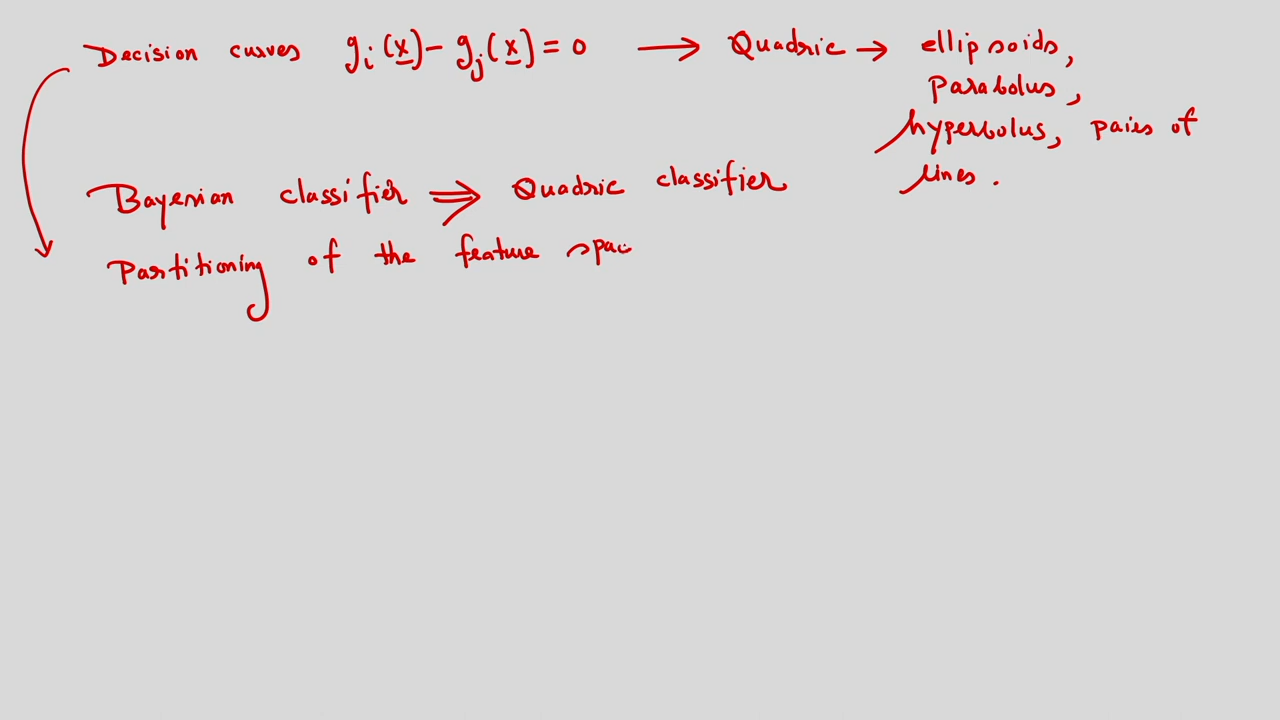 Decision curves g_i(x) - g_j(x) = 0 → Quadric → ellipsoids,
Parabolus,
hyperbolus, pairs of
lines.
Bayesian classifier ⇒ Quadric classifier
Partitioning of the feature spac